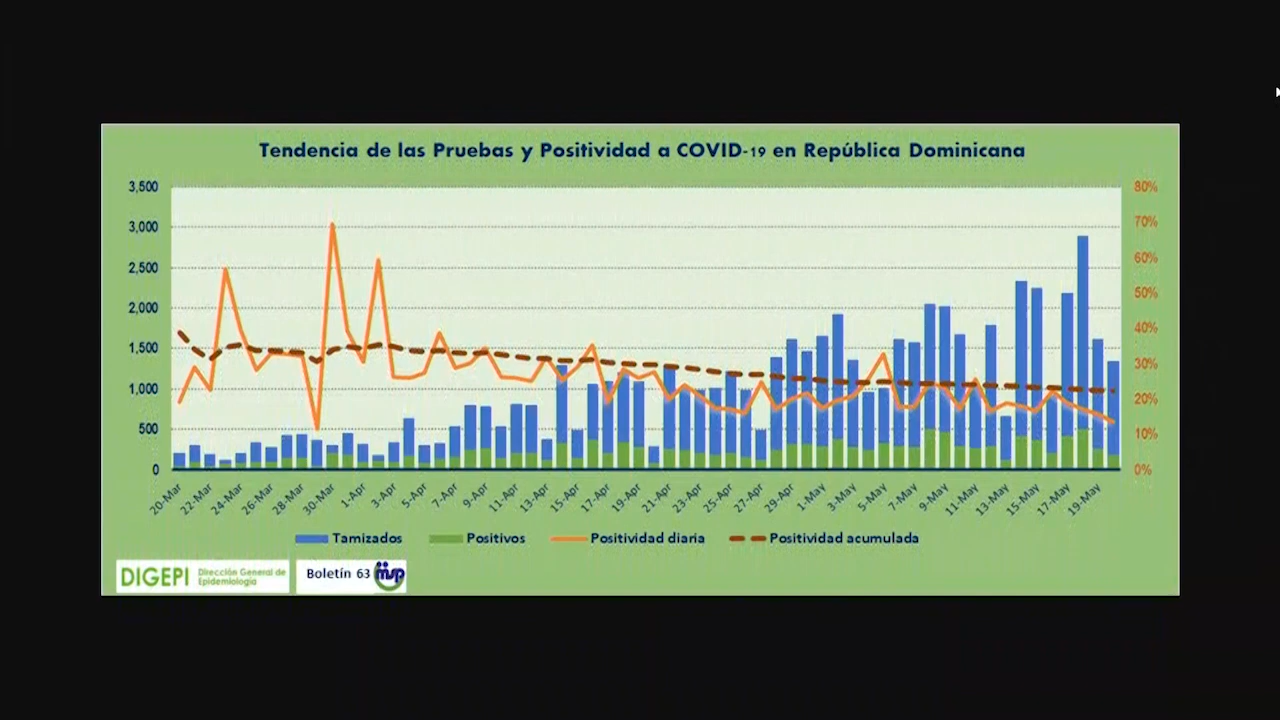 Tendencia de las Pruebas y Positividad a COVID-19 en República Dominicana
3,500
3,000
2,500
2,000
1,500
1,000
500
0
80%
70%
60%
50%
40%
30%
20%
10%
0%
20-Mar 22-Mar 24-Mar 26-Mar 28-Mar 30-Mar 1-Apr 3-Apr 5-Apr 7-Apr 9-Apr 11-Apr 13-Apr 15-Apr 17-Apr 19-Apr 21-Apr 23-Apr 25-Apr 27-Apr 29-Apr 1-May 3-May 5-May 7-May 9-May 11-May 13-May 15-May 17-May 19-May
Tamizados Positivos Positividad diaria Positividad acumulada
DIGEPI Dirección General de
Epidemiología
Boletín 63 msp